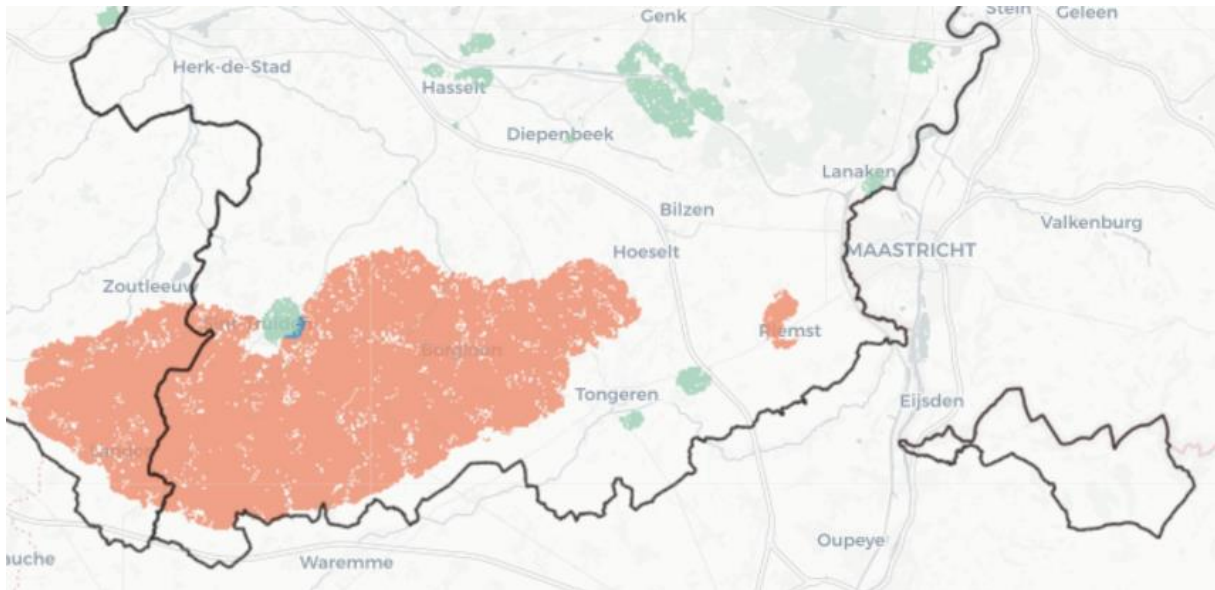 Genk
Stein
Geleen
Herk-de-Stad
Hasselt
Diepenbeek
Lanaken
Bilzen
Valkenburg
Hoeselt
MAASTRICHT
Zoutleeuw
Riemst
Borgloon
Tongeren
Eijsden
Landen
Oupeye
Waremme